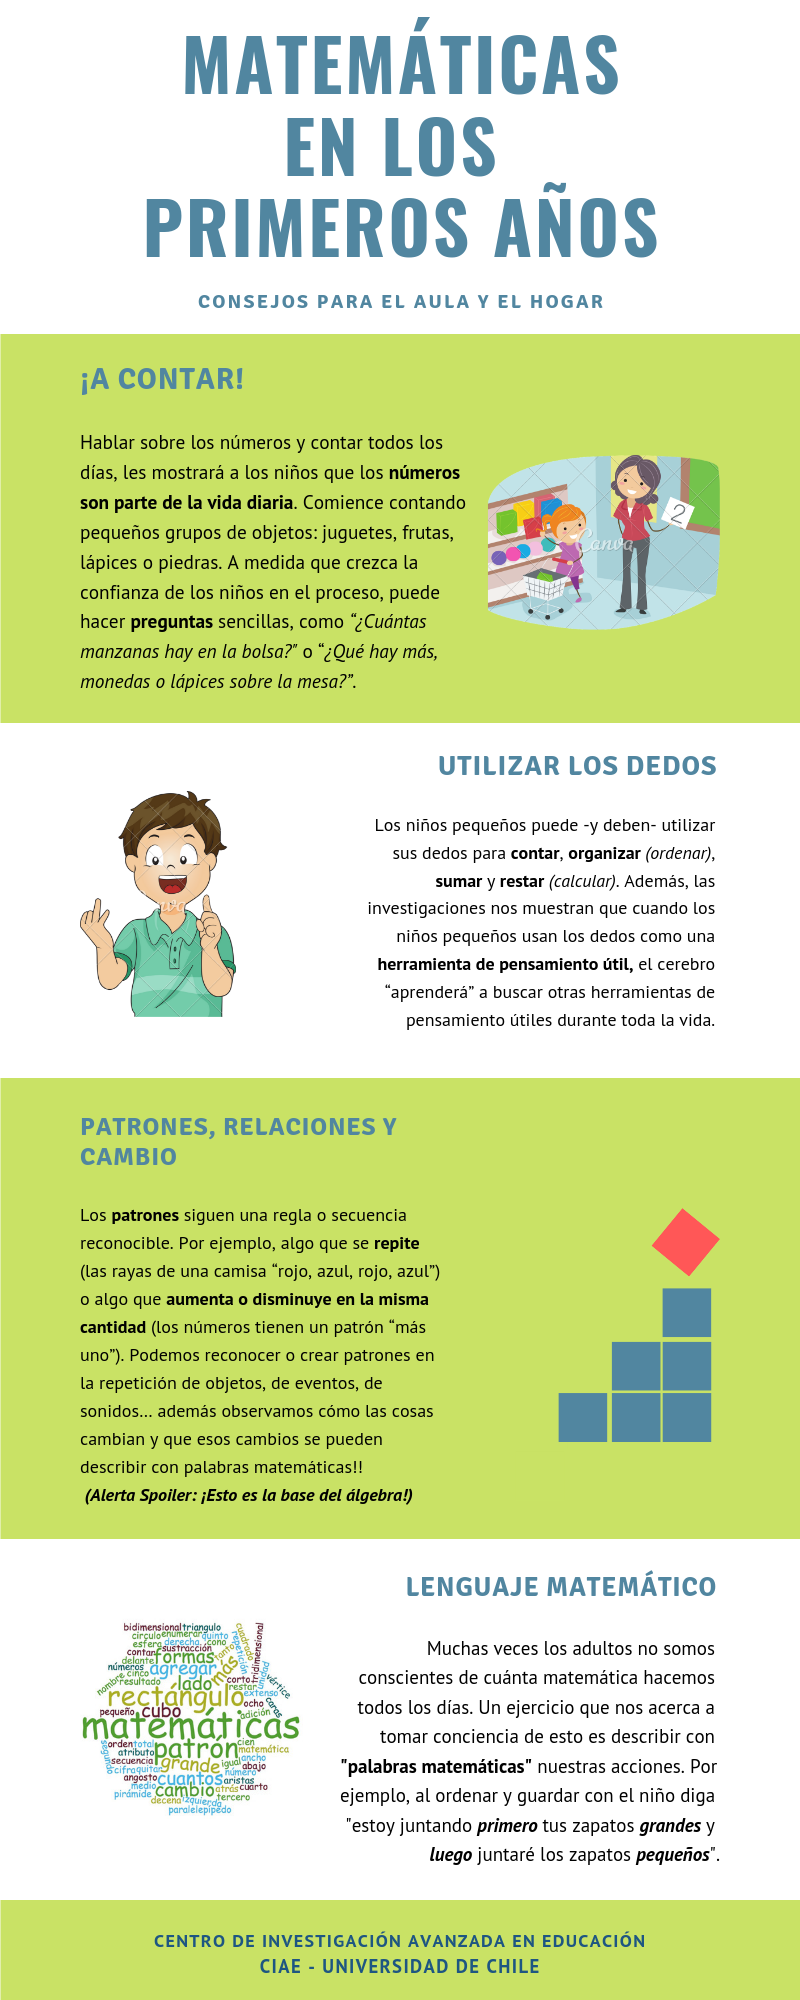 MATEMÁTICAS
EN LOS
PRIMEROS AÑOS
CONSEJOS PARA EL AULA Y EL HOGAR
¡A CONTAR!
Hablar sobre los números y contar todos los
días, les mostrará a los niños que los números
son parte de la vida diaria. Comience contando
pequeños grupos de objetos: juguetes, frutas,
lápices o piedras. A medida que crezca la
confianza de los niños en el proceso, puede
hacer preguntas sencillas, como “¿Cuántas
manzanas hay en la bolsa?" o “¿Qué hay más,
monedas o lápices sobre la mesa?”.
2
Canva
UTILIZAR LOS DEDOS
Los niños pequeños puede -y deben- utilizar
sus dedos para contar, organizar (ordenar),
sumar y restar (calcular). Además, las
investigaciones nos muestran que cuando los
niños pequeños usan los dedos como una
herramienta de pensamiento útil, el cerebro
“aprenderá” a buscar otras herramientas de
pensamiento útiles durante toda la vida.
PATRONES, RELACIONES Y
CAMBIO
Los patrones siguen una regla o secuencia
reconocible. Por ejemplo, algo que se repite
(las rayas de una camisa “rojo, azul, rojo, azul”)
o algo que aumenta o disminuye en la misma
cantidad (los números tienen un patrón “más
uno”). Podemos reconocer o crear patrones en
la repetición de objetos, de eventos, de
sonidos... además observamos cómo las cosas
cambian y que esos cambios se pueden
describir con palabras matemáticas!!
(Alerta Spoiler: ¡Esto es la base del álgebra!)
LENGUAJE MATEMÁTICO
bidimensional triangulo
circulo enumerar quinto
esfera derecha cono
contar sustracción
delante formas tanto
cuadrado repetición tridimensional
números agregar más unidad
cinco
nombre resultado lado corto vértice
restar
rectángulo extenso
ocho caras
pequeño cubo adición
matemáticas
segundo orden total patrón cien
atributo matemática
secuencia grande igual ancho
cifra quitar número abajo
angosto cuantos aristas
medio cambio atrás cuarto
pirámide decena izquierda tercero
paralelepípedo
Muchas veces los adultos no somos
conscientes de cuánta matemática hacemos
todos los días. Un ejercicio que nos acerca a
tomar conciencia de esto es describir con
"palabras matemáticas" nuestras acciones. Por
ejemplo, al ordenar y guardar con el niño diga
"estoy juntando primero tus zapatos grandes y
luego juntaré los zapatos pequeños".
CENTRO DE INVESTIGACIÓN AVANZADA EN EDUCACIÓN
CIAE - UNIVERSIDAD DE CHILE